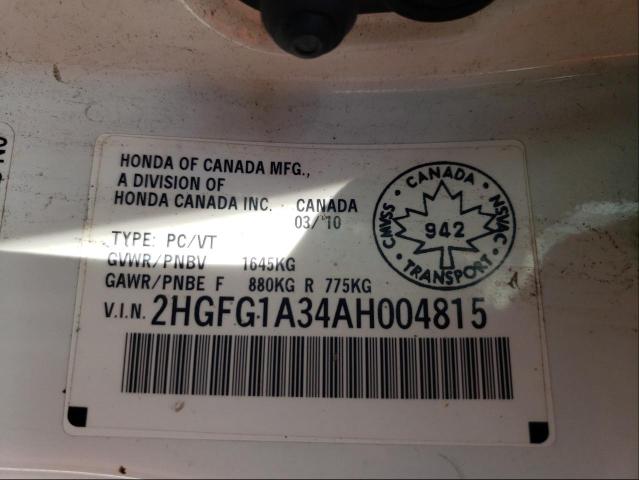 HONDA OF CANADA MFG.,
A DIVISION OF
HONDA CANADA INC. CANADA
03/'10
TYPE: PC/VT
GVWR/PNBV 1645KG
GAWR/PNBE F 880KG R 775KG
V.I.N. 2HGFG1A34AH004815
CANADA
CMVSS 942 NSVAC
TRANSPORT